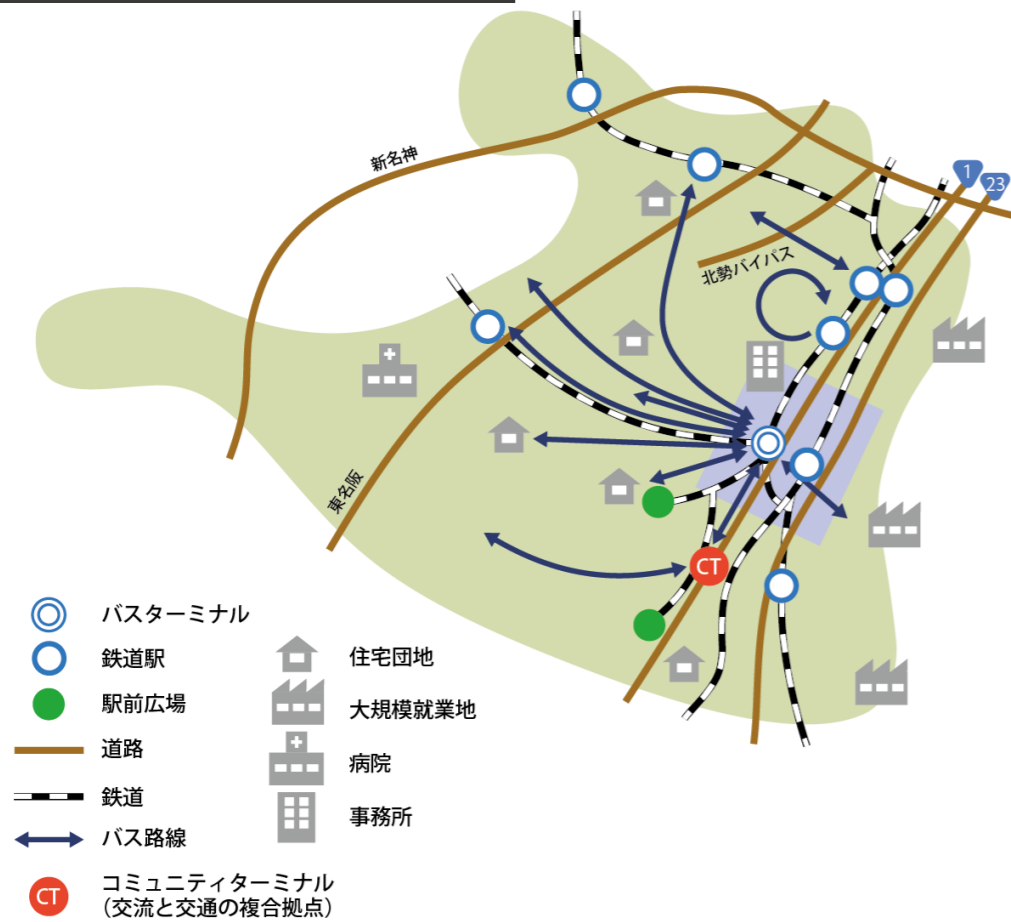 新名神
1
23
北勢バイパス
東名阪
CT
バスターミナル
鉄道駅
駅前広場
道路
鉄道
バス路線
CT
コミュニティターミナル
(交流と交通の複合拠点)
住宅団地
大規模就業地
病院
事務所